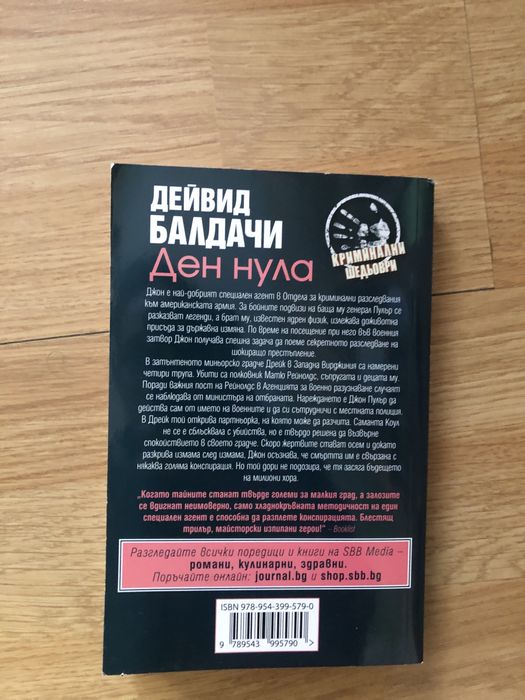 ДЕЙВИД
БАЛДАЧИ
Ден нула
КРИМИНАЛНИ
ШЕДЬОВРИ
Джон е най-добрият специален агент в Отдела за криминални разследвания
към американската армия. За бойните подвизи на баща му генерал Пулър се
разказват легенди, а брат му, известен ядрен физик, излежава доживотна
присъда за държавна измяна. По време на посещение при него във военния
затвор Джон получава спешна задача да поеме секретното разследване на
шокиращо престъпление.
В затънтеното миньорско градче Дрейк в Западна Вирджиния са намерени
четири трупа. Убити са полковник Матю Рейнолдс, съпругата и децата му.
Поради важния пост на Рейнолдс в Агенцията за военно разузнаване случаят
се наблюдава от министъра на отбраната. Нареждането е Джон Пулър да
действа сам от името на военните и да си сътрудничи с местната полиция.
В Дрейк той открива партньорка, на която може да разчита. Саманта Коул
не се е сблъсквала с убийства, но е твърдо решена да възвърне
спокойствието в своето градче. Скоро жертвите стават осем и докато
разкрива измама след измама, Джон осъзнава, че смъртта им е свързана с
някаква голяма конспирация. Но той дори не подозира, че тя засяга бъдещето
на милиони хора.
„Когато тайните станат твърде големи за малкия град, а залозите
се вдигнат неимоверно, само хладнокръвната методичност на един
специален агент е способна да разплете конспирацията. Блестящ
трилър, майсторски изпипани герои!“ – Booklist
Разгледайте всички поредици и книги на SBB Media –
романи, кулинарни, здравни.
Поръчайте онлайн: journal.bg и shop.sbb.bg
ISBN 978-954-399-579-0
9 789543 995790 >